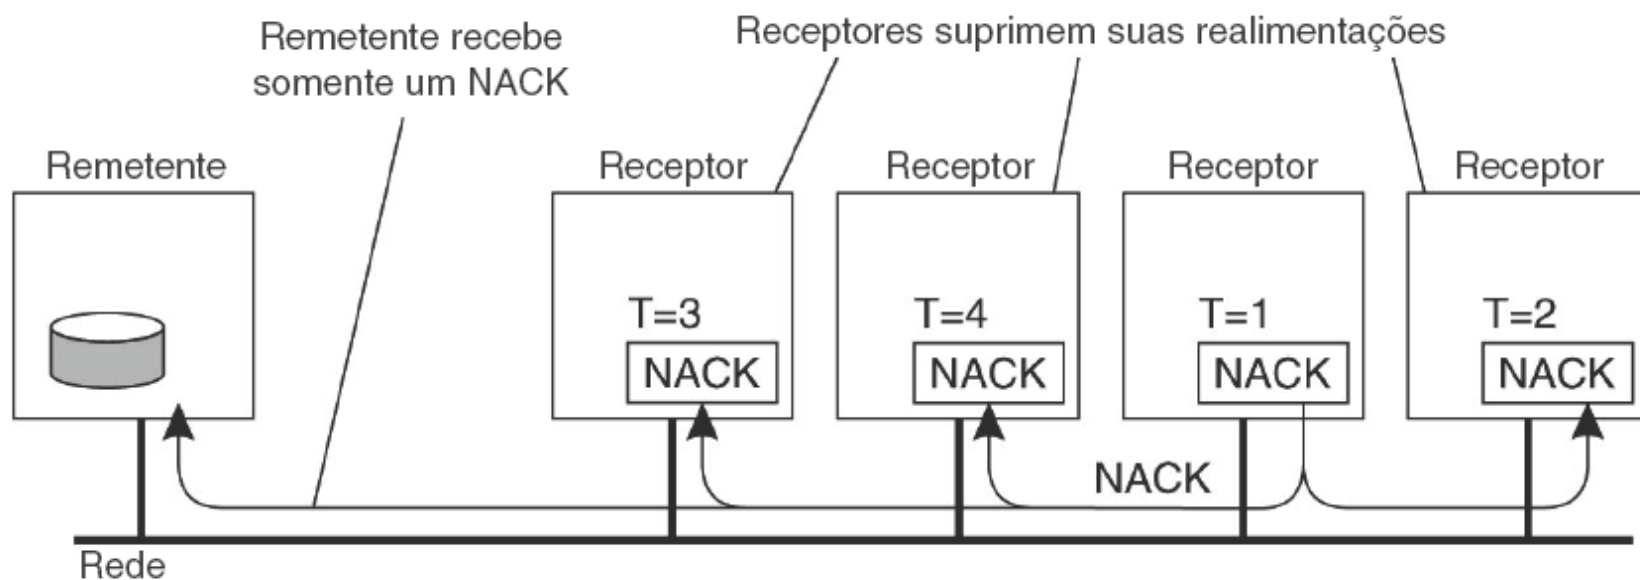 Remetente recebe
somente um NACK
Receptores suprimem suas realimentações
Remetente
Receptor
Receptor
Receptor
Receptor
T=3
NACK
T=4
NACK
T=1
NACK
T=2
NACK
NACK
Rede